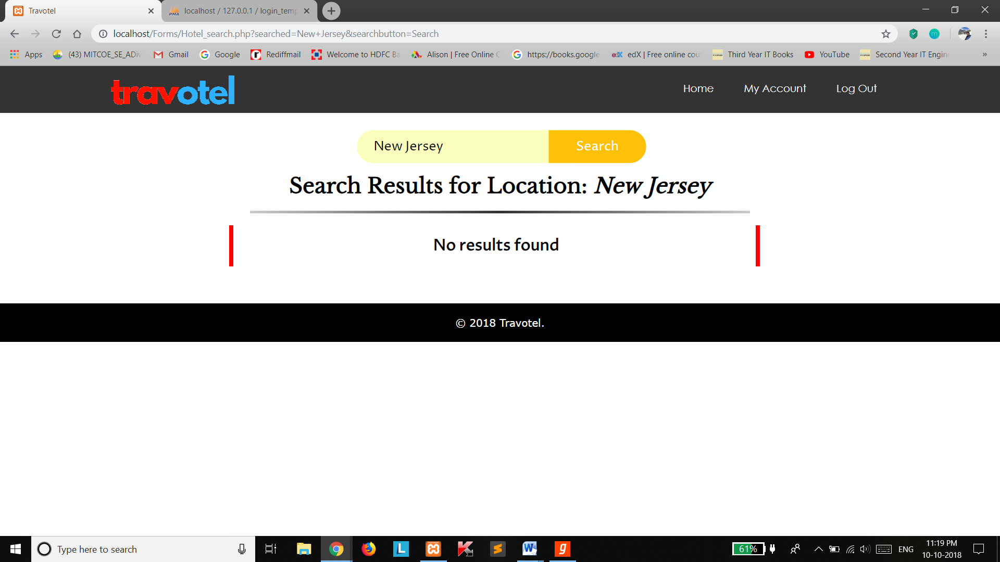 Travotel
localhost / 127.0.0.1 / login_temp
localhost/Forms/Hotel_search.php?searched=New+Jersey&searchbutton=Search
Apps (43) MITCOE_SE_ADiv Gmail Google Rediffmail Welcome to HDFC Ba Alison | Free Online C https://books.google. edX | Free online cour Third Year IT Books YouTube Second Year IT Engine »
travotel
Home My Account Log Out
New Jersey Search
Search Results for Location: New Jersey
No results found
© 2018 Travotel.
Type here to search
61%
ENG
11:19 PM
10-10-2018